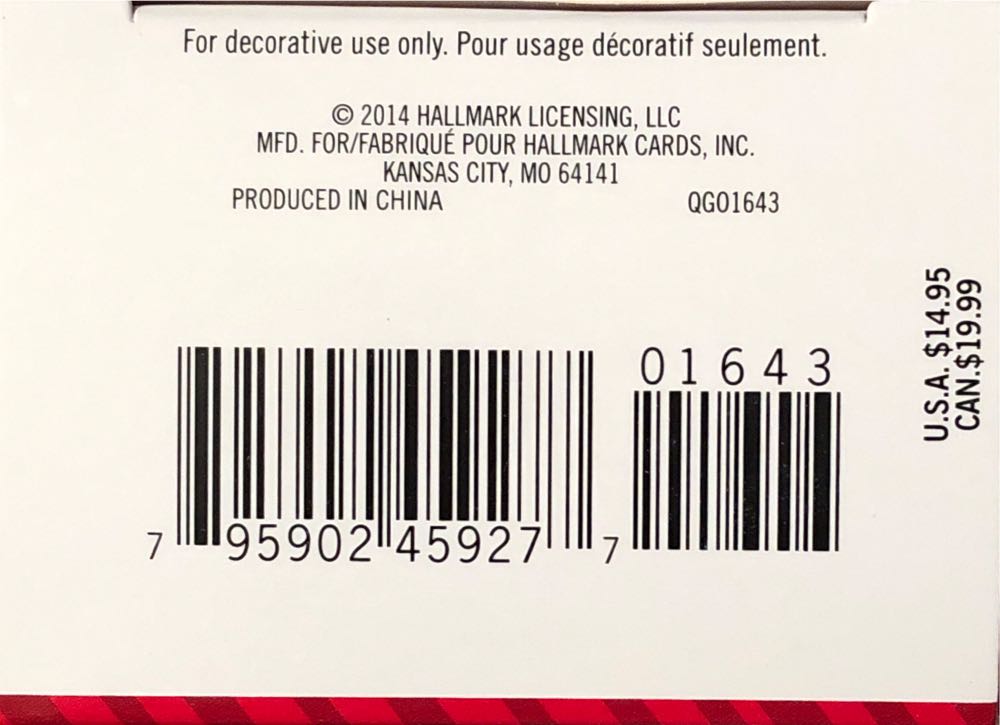 For decorative use only. Pour usage décoratif seulement.
© 2014 HALLMARK LICENSING, LLC
MFD. FOR/FABRIQUÉ POUR HALLMARK CARDS, INC.
KANSAS CITY, MO 64141
PRODUCED IN CHINA QGO1643
U.S.A. $14.95
CAN.$19.99
01643
7 95902 45927 7